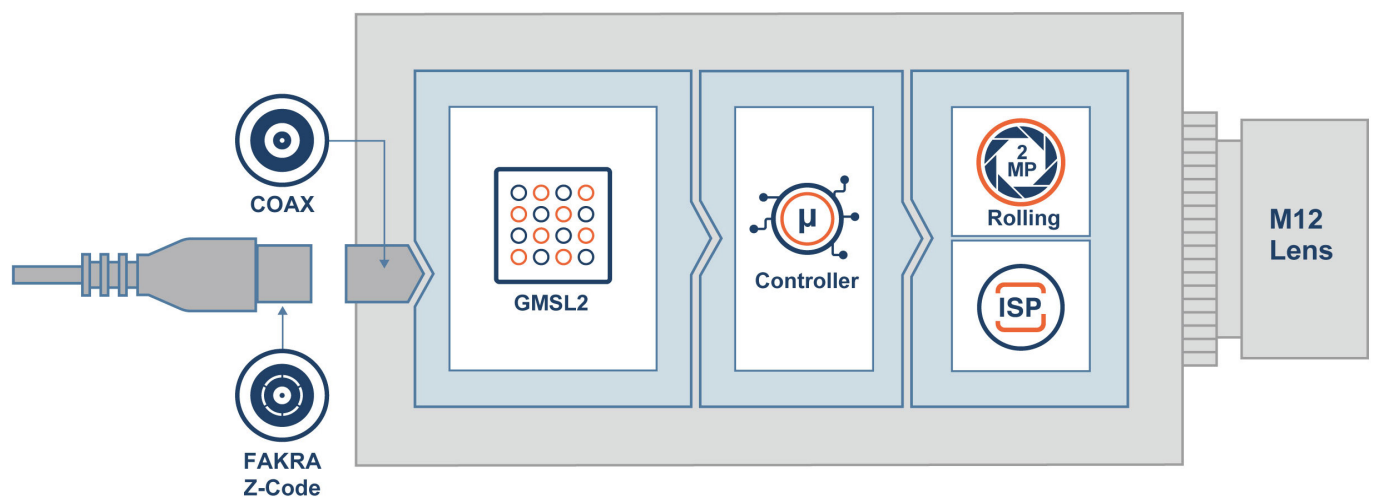 COAX
FAKRA
Z-Code
GMSL2
µ
Controller
2
MP
Rolling
ISP
M12
Lens